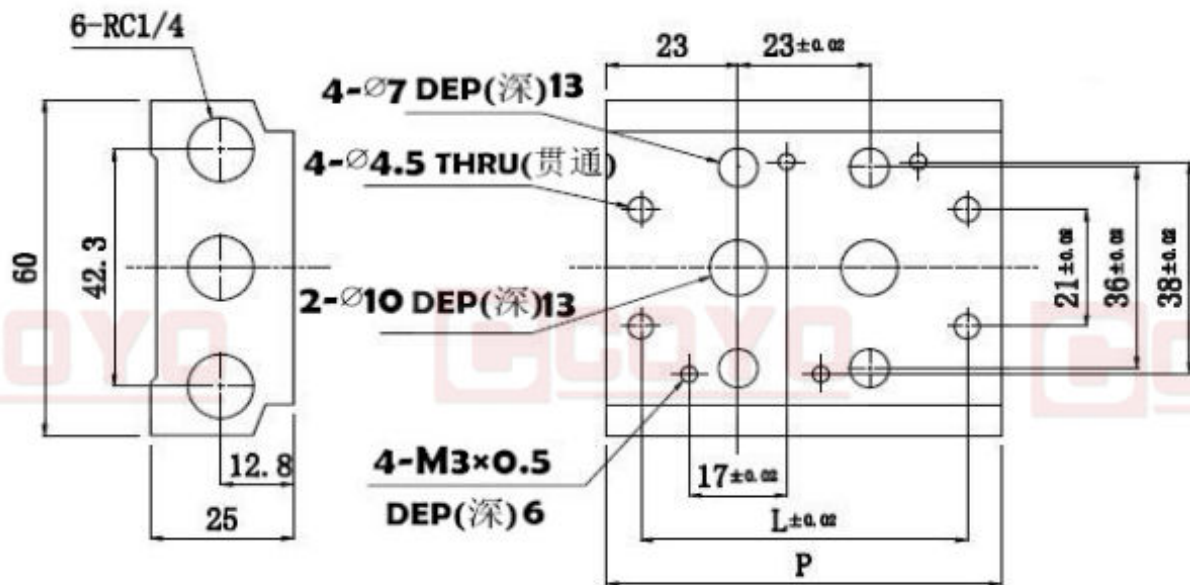 6-RC1/4
60
42.3
12.8
25
4-∅7 DEP(深)13
4-∅4.5 THRU(贯通)
2-∅10 DEP(深)13
4-M3×0.5
DEP(深)6
23
23±0.02
21±0.02
36±0.02
38±0.02
17±0.02
L±0.02
P
OYO
COYO